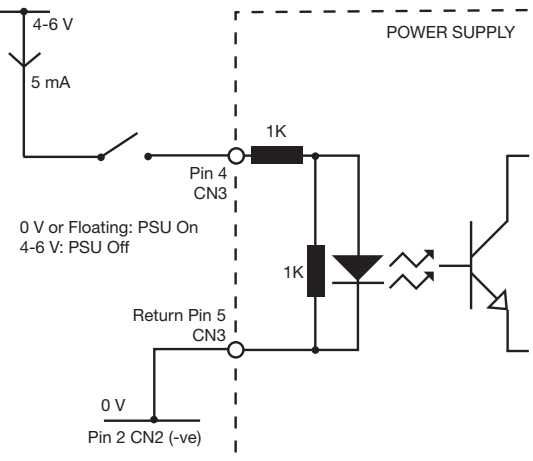 4-6 V
POWER SUPPLY
5 mA
1K
Pin 4
CN3
0 V or Floating: PSU On
4-6 V: PSU Off
1K
Return Pin 5
CN3
0 V
Pin 2 CN2 (-ve)